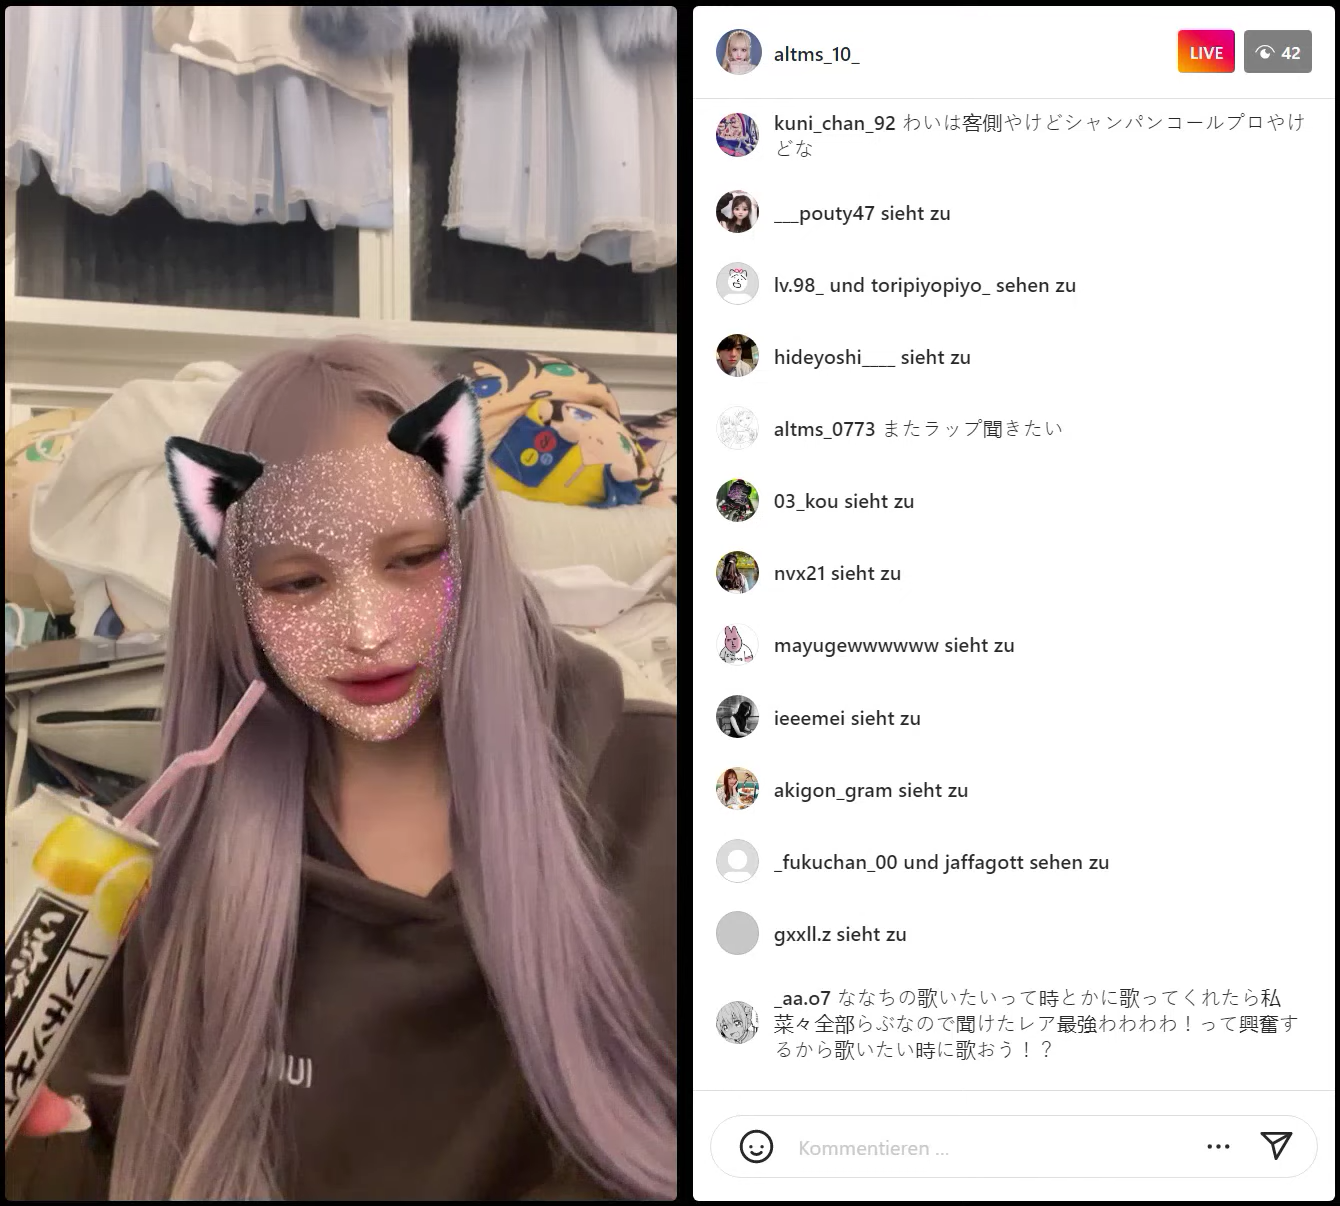 altms_10_
LIVE
42
kuni_chan_92 わいは客側やけどシャンパンコールプロやけ
どな
___pouty47 sieht zu
lv.98_ und toripiyopiyo_ sehen zu
hideyoshi____ sieht zu
altms_0773 またラップ聞きたい
03_kou sieht zu
nvx21 sieht zu
mayugewwwwww sieht zu
ieeemei sieht zu
akigon_gram sieht zu
_fukuchan_00 und jaffagott sehen zu
gxxll.z sieht zu
_aa.o7 ななちの歌いたいって時とかに歌ってくれたら私
菜々全部らぶなので聞けたレア最強わわわわ！って興奮す
るから歌いたい時に歌おう！？
Kommentieren ...